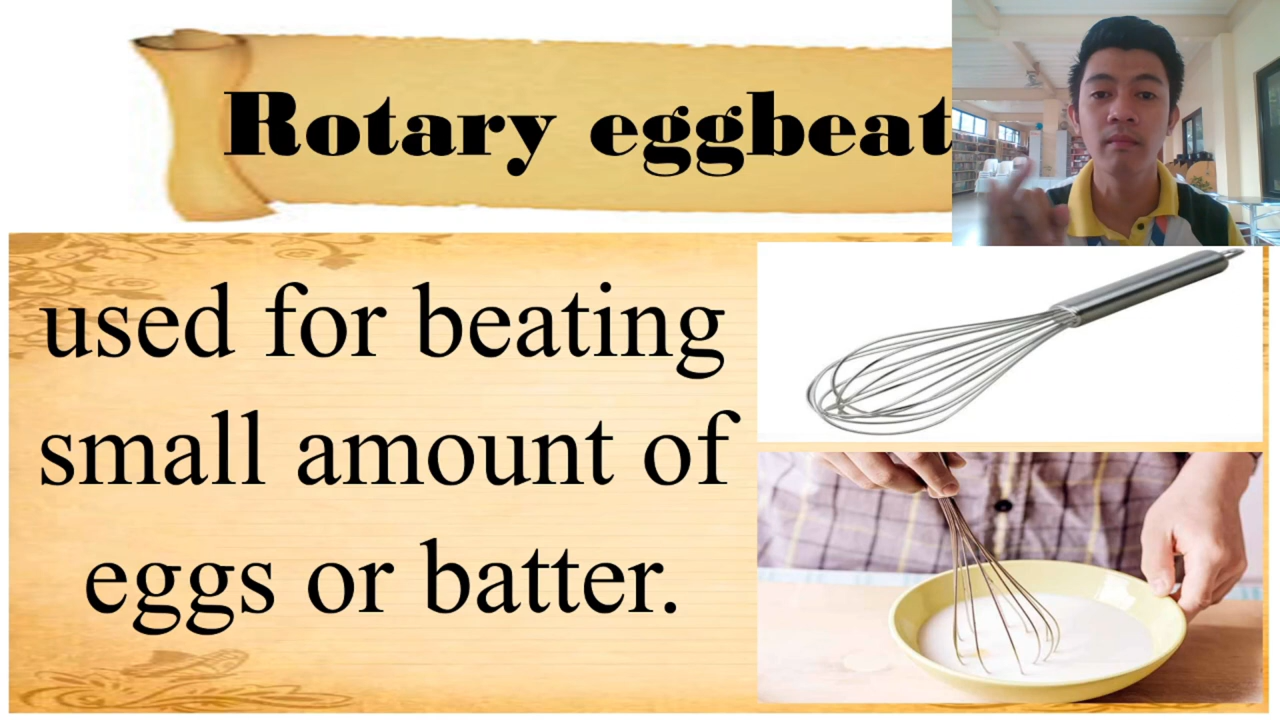 Rotary eggbeat
used for beating
small amount of
eggs or batter.